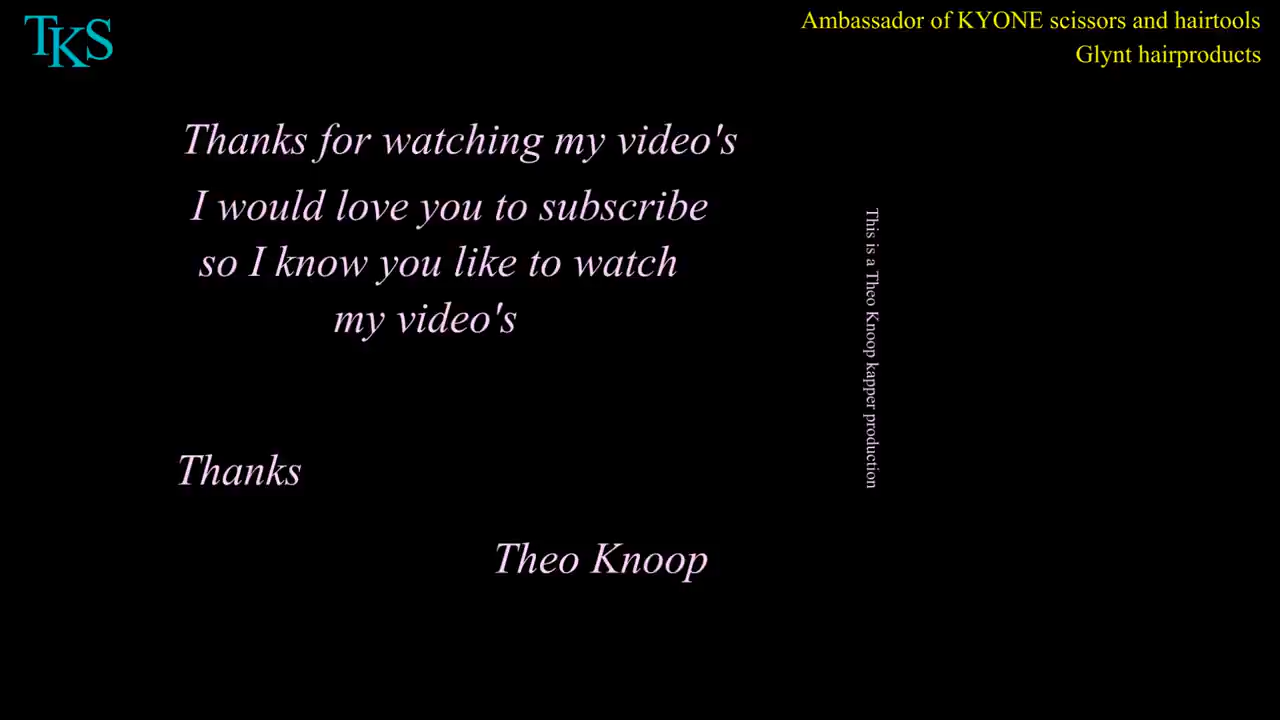 TKS
Ambassador of KYONE scissors and hairtools
Glynt hairproducts
Thanks for watching my video's
I would love you to subscribe
so I know you like to watch
my video's
This is a Theo Knoop kapper production
Thanks
Theo Knoop